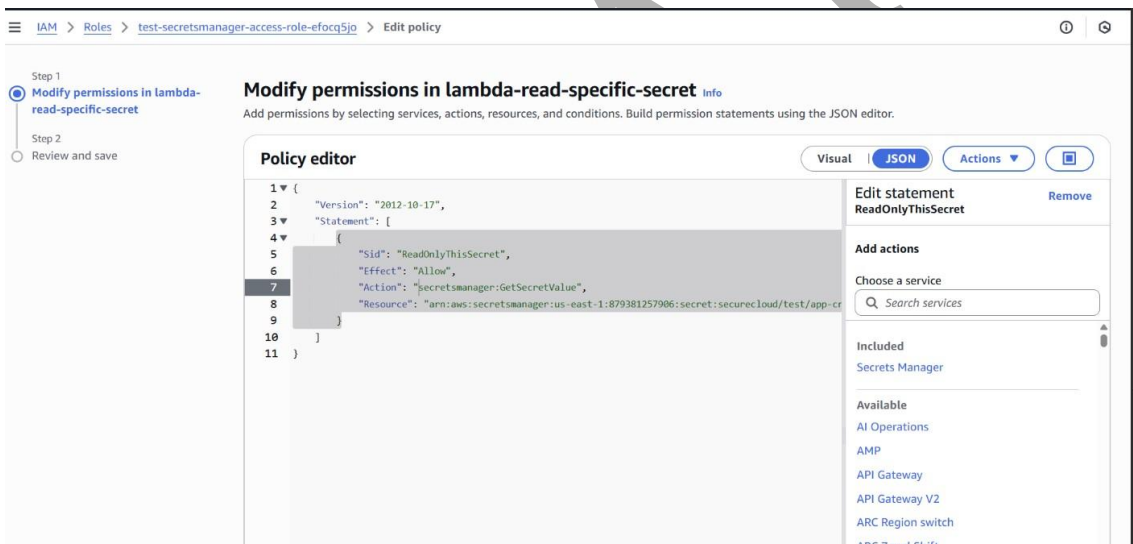 IAM > Roles > test-secretsmanager-access-role-efocq5jo > Edit policy
Step 1
Modify permissions in lambda-
read-specific-secret
Step 2
Review and save
Modify permissions in lambda-read-specific-secret Info
Add permissions by selecting services, actions, resources, and conditions. Build permission statements using the JSON editor.
Policy editor
Visual | JSON Actions
1 {
2 "Version": "2012-10-17",
3 "Statement": [
4 {
5 "Sid": "ReadOnlyThisSecret",
6 "Effect": "Allow",
7 "Action": "secretsmanager:GetSecretValue",
8 "Resource": "arn:aws:secretsmanager:us-east-1:879381257906:secret:securecloud/test/app-cr
9 }
10 ]
11 }
Edit statement
Remove
ReadOnlyThisSecret
Add actions
Choose a service
Search services
Included
Secrets Manager
Available
AI Operations
AMP
API Gateway
API Gateway V2
ARC Region switch